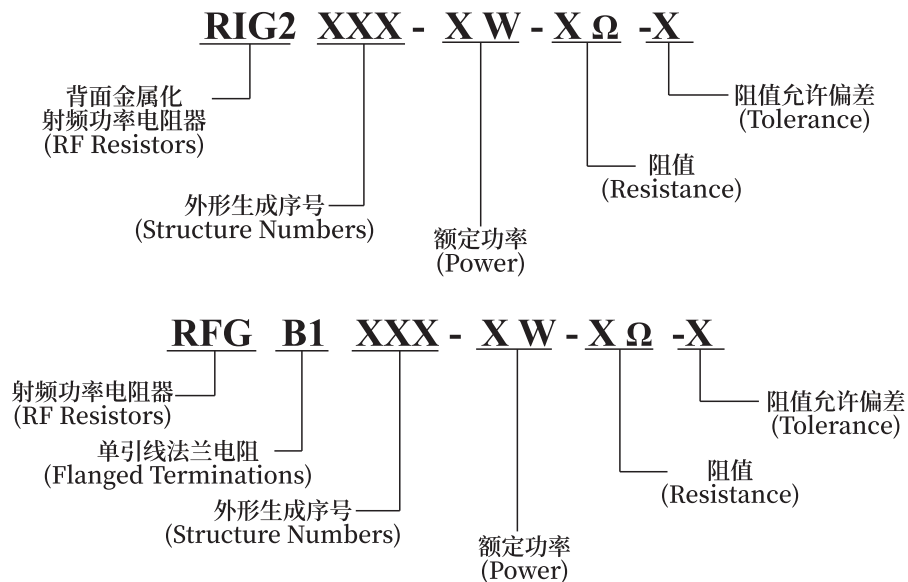 RIG2 XXX - X W - X Ω -X
背面金属化
射频功率电阻器
(RF Resistors)
阻值允许偏差
(Tolerance)
阻值
(Resistance)
外形生成序号
(Structure Numbers)
额定功率
(Power)
RFG B1 XXX - X W - X Ω -X
射频功率电阻器
(RF Resistors)
阻值允许偏差
(Tolerance)
单引线法兰电阻
(Flanged Terminations)
阻值
(Resistance)
外形生成序号
(Structure Numbers)
额定功率
(Power)